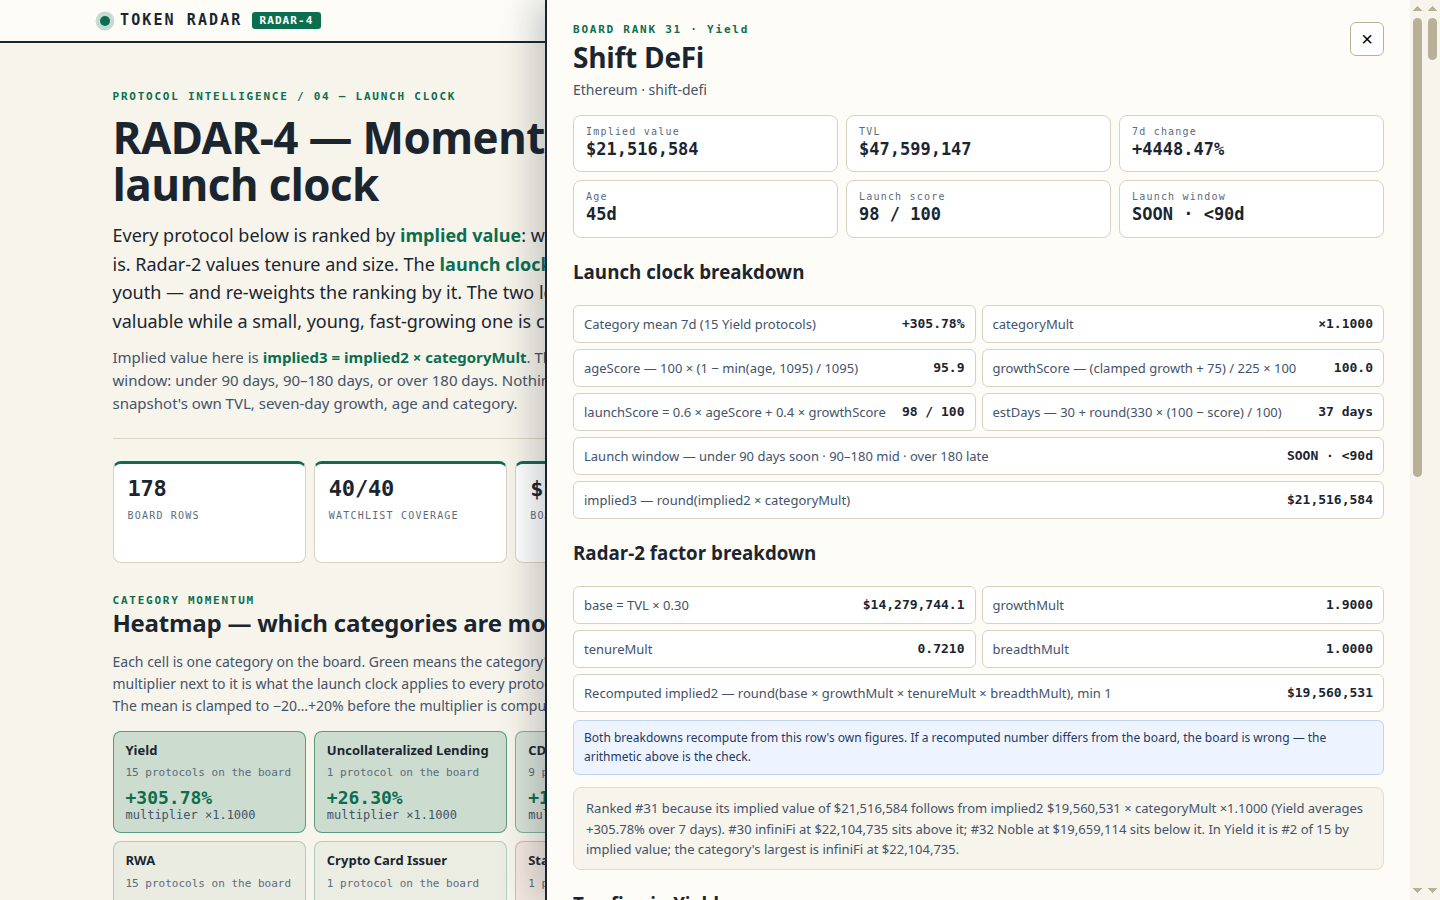 TOKEN RADAR RADAR-4
PROTOCOL INTELLIGENCE / 04 — LAUNCH CLOCK
RADAR-4 — Moment
launch clock
Every protocol below is ranked by implied value: w
is. Radar-2 values tenure and size. The launch clock
youth — and re-weights the ranking by it. The two l
valuable while a small, young, fast-growing one is c
Implied value here is implied3 = implied2 × categoryMult. Th
window: under 90 days, 90–180 days, or over 180 days. Nothin
snapshot's own TVL, seven-day growth, age and category.
178
BOARD ROWS
40/40
WATCHLIST COVERAGE
$
BO
CATEGORY MOMENTUM
Heatmap — which categories are mo
Each cell is one category on the board. Green means the category
multiplier next to it is what the launch clock applies to every proto
The mean is clamped to −20…+20% before the multiplier is compu
Yield
15 protocols on the board
+305.78%
multiplier ×1.1000
Uncollateralized Lending
1 protocol on the board
+26.30%
multiplier ×1.1000
CD
9 p
+1
mu
RWA
15 protocols on the board
Crypto Card Issuer
1 protocol on the board
Sta
1 p
BOARD RANK 31 · Yield
Shift DeFi
Ethereum · shift-defi
×
Implied value
$21,516,584
TVL
$47,599,147
7d change
+4448.47%
Age
45d
Launch score
98 / 100
Launch window
SOON · <90d
Launch clock breakdown
Category mean 7d (15 Yield protocols) +305.78%
categoryMult ×1.1000
ageScore — 100 × (1 − min(age, 1095) / 1095) 95.9
growthScore — (clamped growth + 75) / 225 × 100 100.0
launchScore = 0.6 × ageScore + 0.4 × growthScore 98 / 100
estDays — 30 + round(330 × (100 − score) / 100) 37 days
Launch window — under 90 days soon · 90–180 mid · over 180 late SOON · <90d
implied3 — round(implied2 × categoryMult) $21,516,584
Radar-2 factor breakdown
base = TVL × 0.30 $14,279,744.1
growthMult 1.9000
tenureMult 0.7210
breadthMult 1.0000
Recomputed implied2 — round(base × growthMult × tenureMult × breadthMult), min 1 $19,560,531
Both breakdowns recompute from this row's own figures. If a recomputed number differs from the board, the board is wrong — the
arithmetic above is the check.
Ranked #31 because its implied value of $21,516,584 follows from implied2 $19,560,531 × categoryMult ×1.1000 (Yield averages
+305.78% over 7 days). #30 infiniFi at $22,104,735 sits above it; #32 Noble at $19,659,114 sits below it. In Yield it is #2 of 15 by
implied value; the category's largest is infiniFi at $22,104,735.